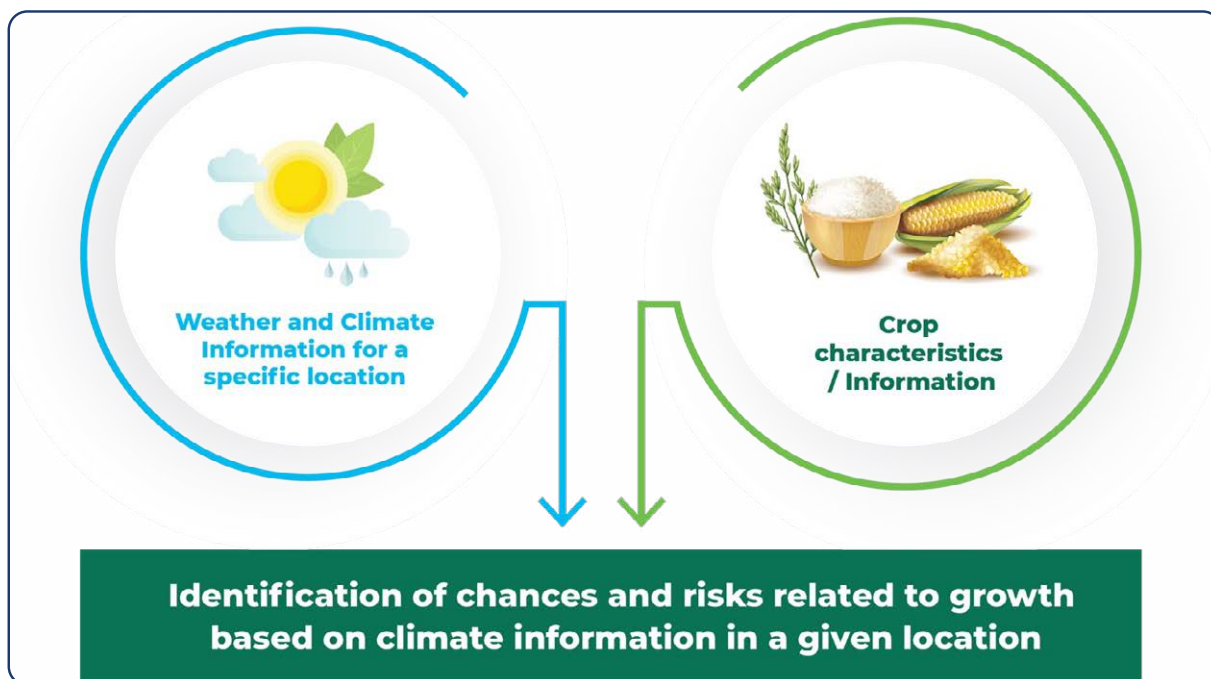 Weather and Climate
Information for a
specific location
Crop
characteristics
/ Information
Identification of chances and risks related to growth
based on climate information in a given location